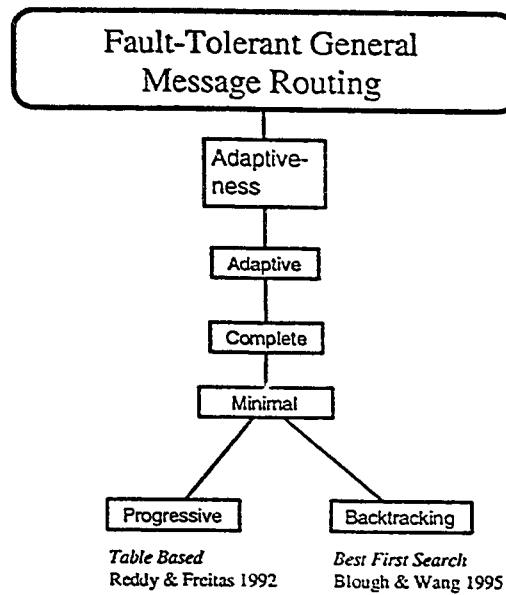 Fault-Tolerant General
Message Routing
Adaptive-
ness
Adaptive
Complete
Minimal
Progressive
Backtracking
Table Based
Reddy & Freitas 1992
Best First Search
Blough & Wang 1995